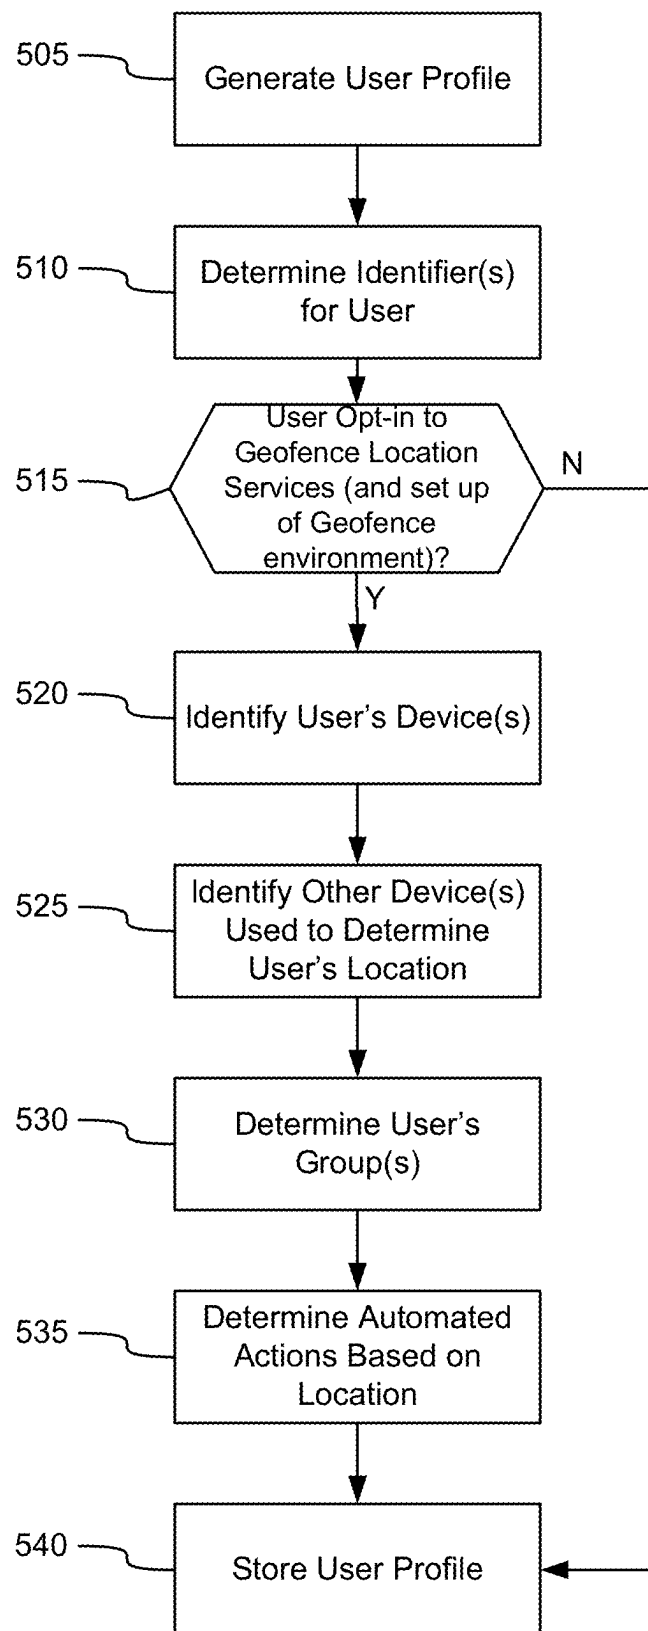 505
Generate User Profile
510
Determine Identifier(s)
for User
515
User Opt-in to
Geofence Location
Services (and set up
of Geofence
environment)?
N
Y
520
Identify User's Device(s)
525
Identify Other Device(s)
Used to Determine
User's Location
530
Determine User's
Group(s)
535
Determine Automated
Actions Based on
Location
540
Store User Profile